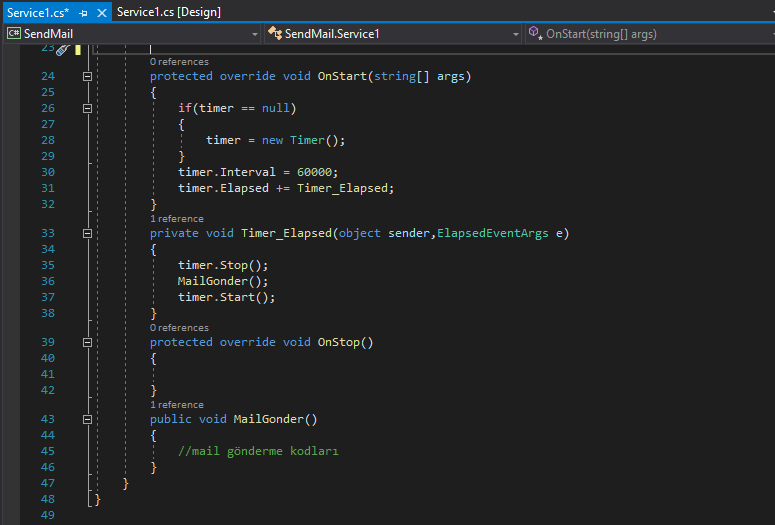 Service1.cs* Service1.cs [Design]
SendMail SendMail.Service1 OnStart(string[] args)
23
0 references
24 protected override void OnStart(string[] args)
25 {
26 if(timer == null)
27 {
28 timer = new Timer();
29 }
30 timer.Interval = 60000;
31 timer.Elapsed += Timer_Elapsed;
32 }
1 reference
33 private void Timer_Elapsed(object sender,ElapsedEventArgs e)
34 {
35 timer.Stop();
36 MailGonder();
37 timer.Start();
38 }
0 references
39 protected override void OnStop()
40 {
41
42 }
1 reference
43 public void MailGonder()
44 {
45 //mail gönderme kodları
46 }
47 }
48 }
49